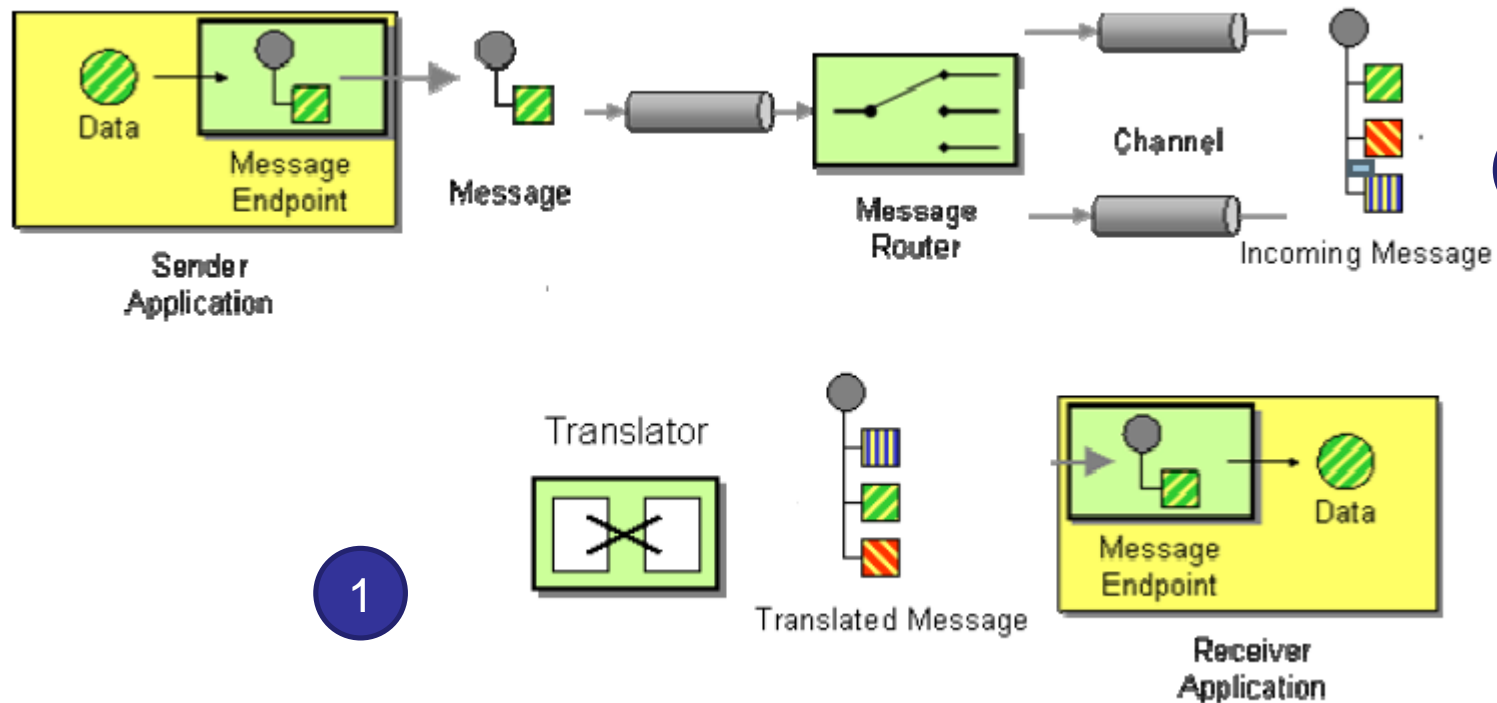 Data
Message
Endpoint
Sender
Application
Message
Message
Router
Channel
Incoming Message
Translator
1
Translated Message
Message
Endpoint
Data
Receiver
Application